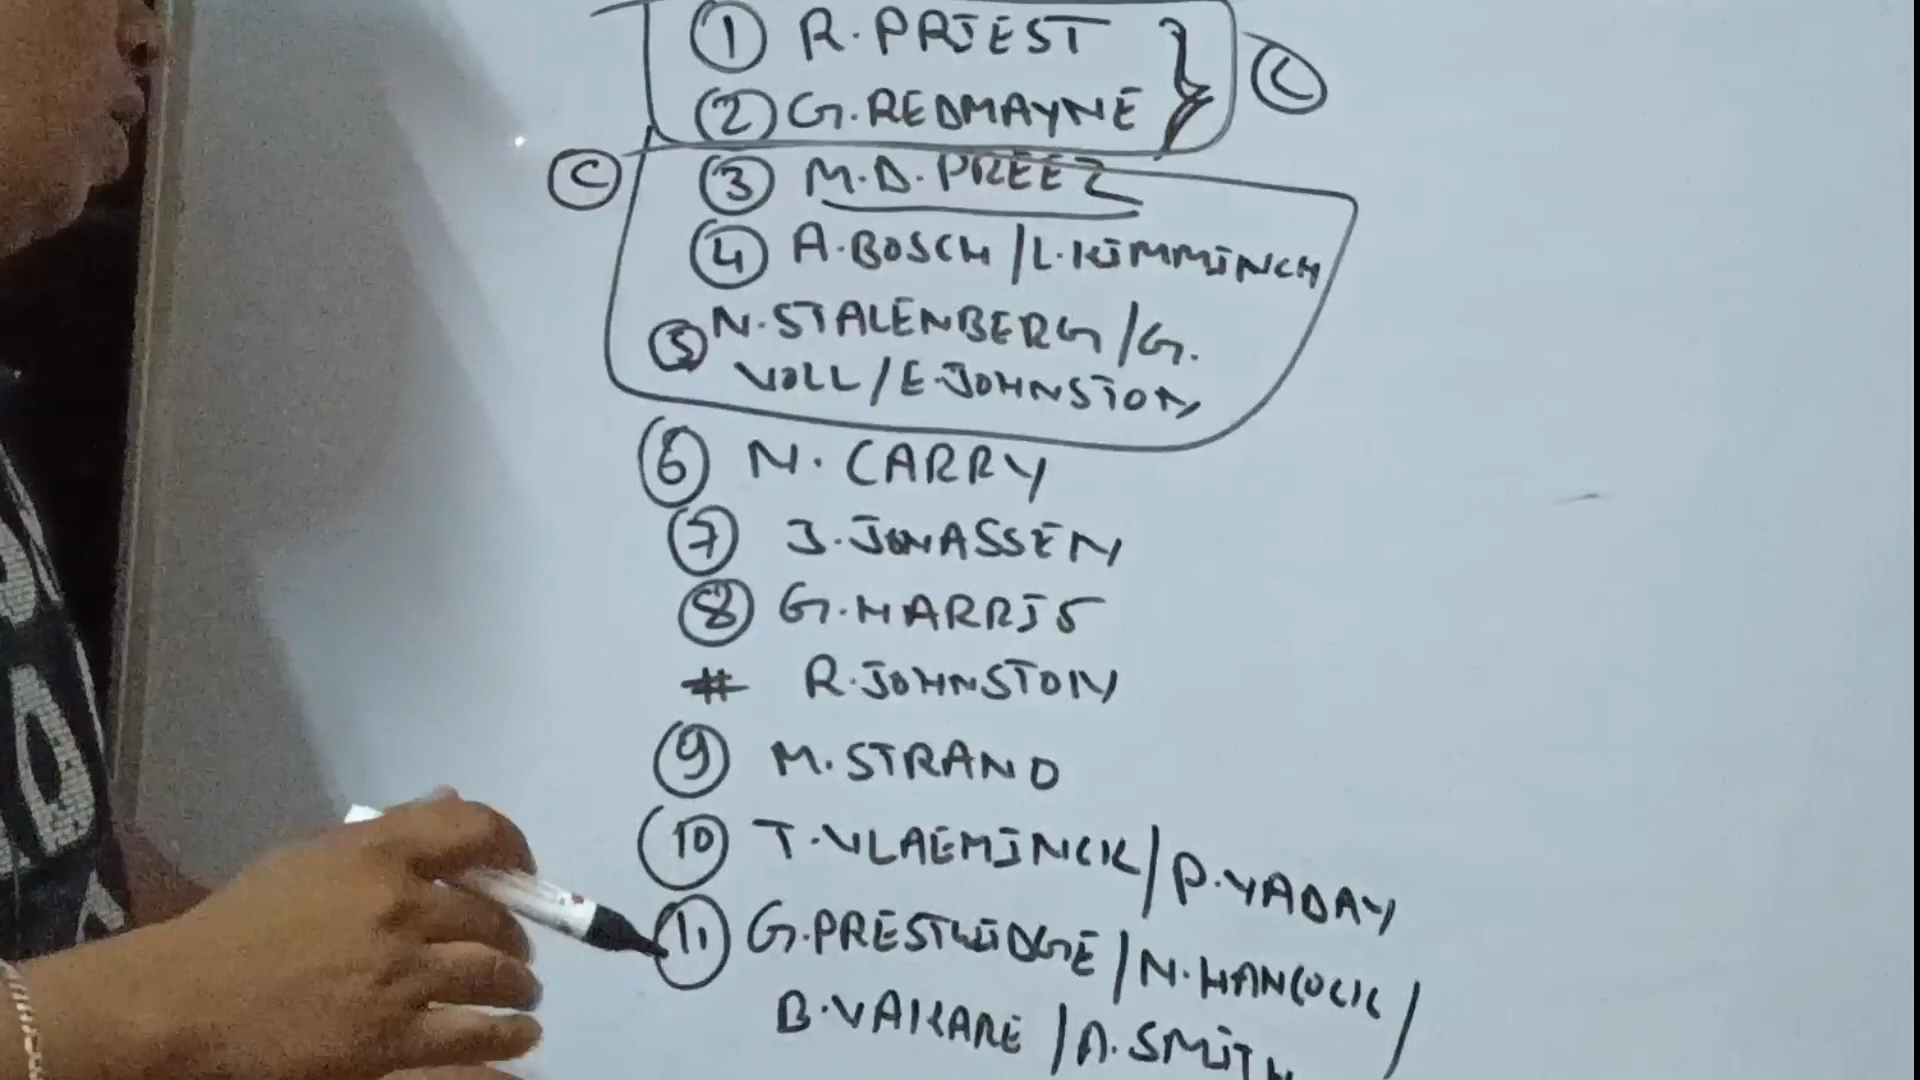 ① R. PRIEST
② G. REDMAYNE
L
C
③ M.D. PREEZ
④ A. BOSCH / L. KIMMINCH
⑤ N. STALENBERG / G.
VOLL / E. JOHNSTON
⑥ N. CARRY
⑦ J. JONASSEN
⑧ G. HARRIS
# R. JOHNSTON
⑨ M. STRANO
⑩ T. VLAEMINCK / P. YADAV
⑪ G. PRESTWIDGE / N. HANCOCK /
B. VAKARE / A. SMITH